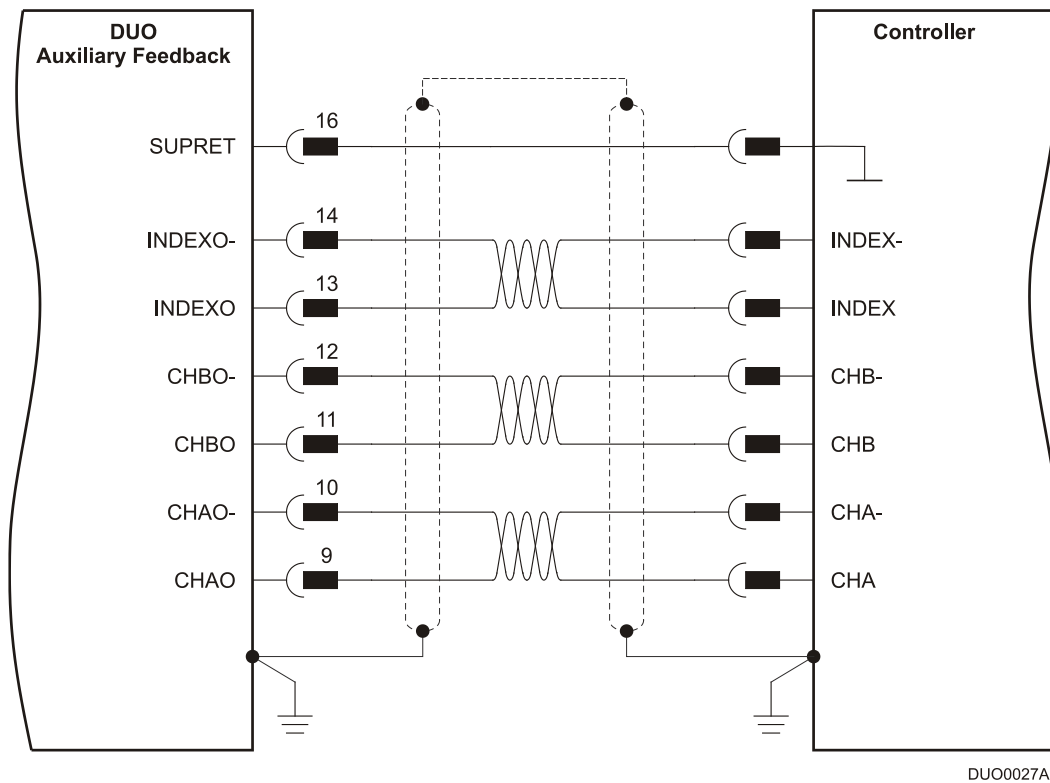 DUO
Auxiliary Feedback
Controller
16
SUPRET
14
INDEXO-
INDEX-
13
INDEXO
INDEX
12
CHBO-
CHB-
11
CHBO
CHB
10
CHAO-
CHA-
9
CHAO
CHA
DUO0027A